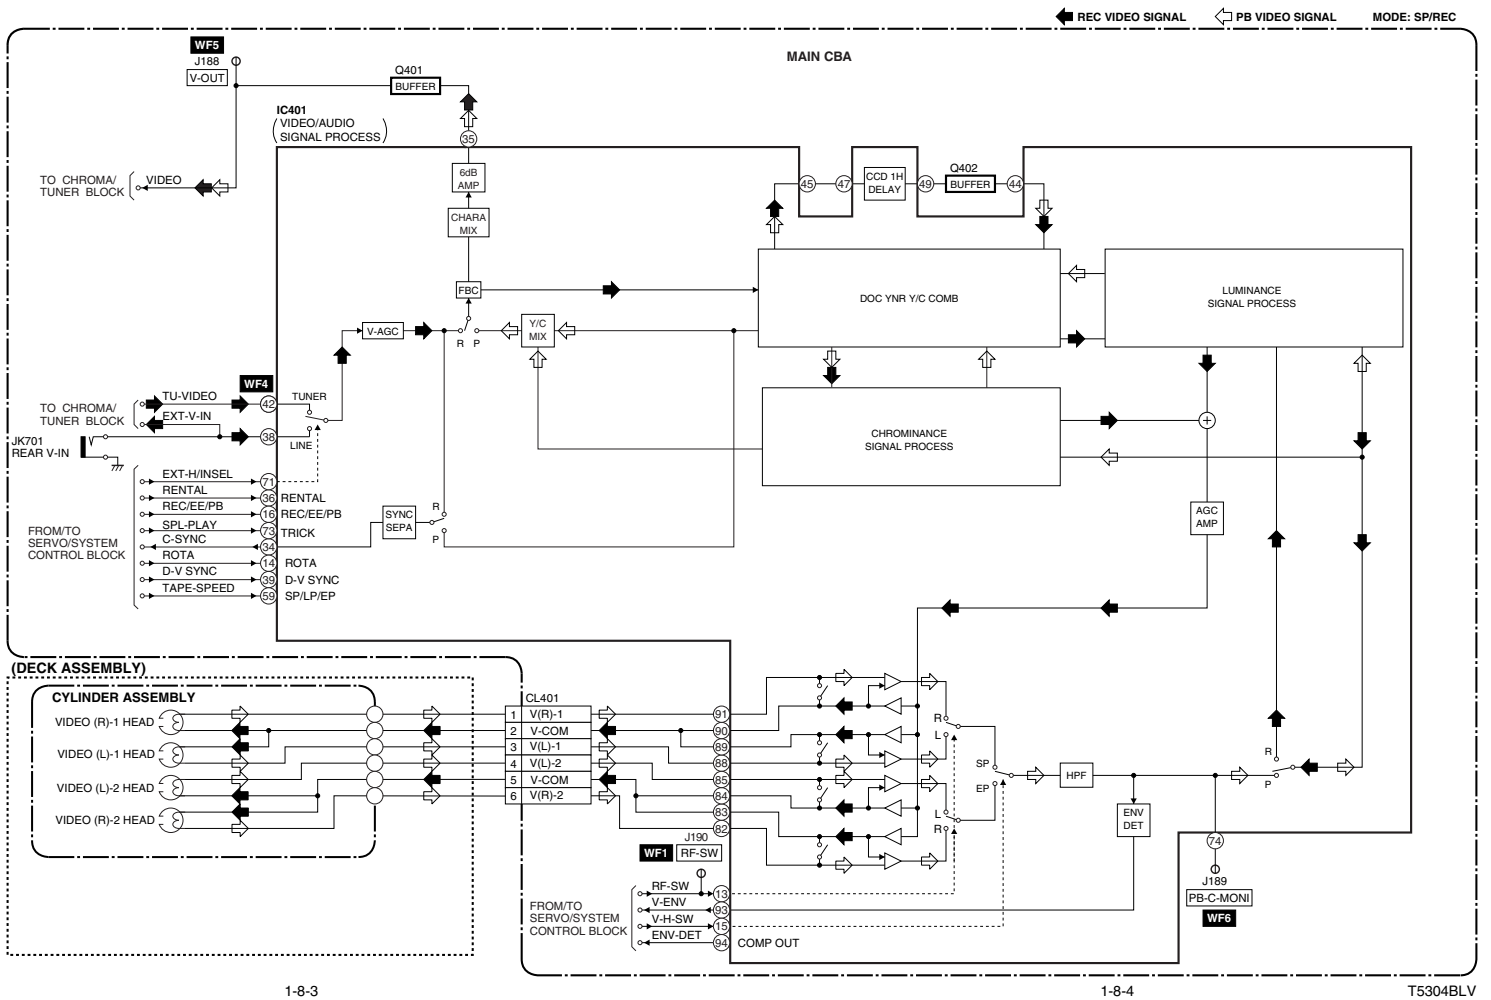 REC VIDEO SIGNAL
PB VIDEO SIGNAL
MODE: SP/REC
MAIN CBA
WF5
J188
V-OUT
Q401
BUFFER
IC401
VIDEO/AUDIO
SIGNAL PROCESS
35
TO CHROMA/
TUNER BLOCK
VIDEO
6dB
AMP
CHARA
MIX
FBC
45
47
CCD 1H
DELAY
49
Q402
BUFFER
44
DOC YNR Y/C COMB
LUMINANCE
SIGNAL PROCESS
V-AGC
R
P
Y/C
MIX
WF4
TO CHROMA/
TUNER BLOCK
TU-VIDEO
EXT-V-IN
42
38
TUNER
LINE
JK701
REAR V-IN
CHROMINANCE
SIGNAL PROCESS
+
FROM/TO
SERVO/SYSTEM
CONTROL BLOCK
EXT-H/INSEL
71
RENTAL
36
RENTAL
REC/EE/PB
16
REC/EE/PB
SPL-PLAY
73
TRICK
C-SYNC
34
ROTA
14
ROTA
D-V SYNC
39
D-V SYNC
TAPE-SPEED
59
SP/LP/EP
SYNC
SEPA
R
P
AGC
AMP
(DECK ASSEMBLY)
CYLINDER ASSEMBLY
VIDEO (R)-1 HEAD
VIDEO (L)-1 HEAD
VIDEO (L)-2 HEAD
VIDEO (R)-2 HEAD
CL401
1 V(R)-1
2 V-COM
3 V(L)-1
4 V(L)-2
5 V-COM
6 V(R)-2
91
90
89
88
85
84
83
82
R
L
L
R
SP
EP
HPF
ENV
DET
R
P
74
J189
PB-C-MONI
WF6
J190
WF1
RF-SW
FROM/TO
SERVO/SYSTEM
CONTROL BLOCK
RF-SW
13
V-ENV
93
V-H-SW
15
ENV-DET
94
COMP OUT
1-8-3
1-8-4
T5304BLV